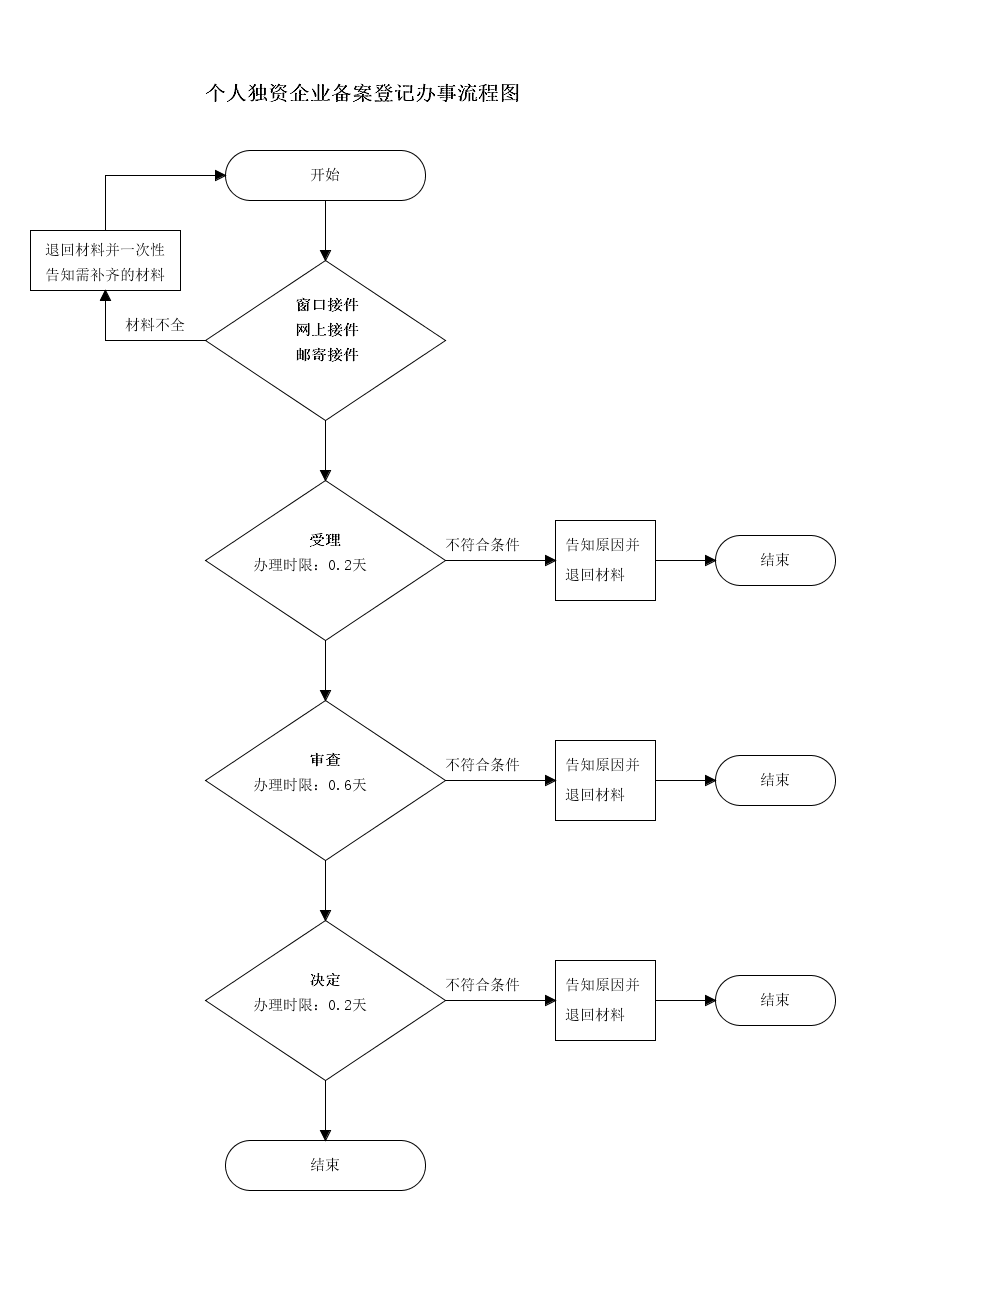 个人独资企业备案登记办事流程图
开始
退回材料并一次性
告知需补齐的材料
材料不全
窗口接件
网上接件
邮寄接件
受理
办理时限：0.2天
不符合条件
告知原因并
退回材料
结束
审查
办理时限：0.6天
不符合条件
告知原因并
退回材料
结束
决定
办理时限：0.2天
不符合条件
告知原因并
退回材料
结束
结束